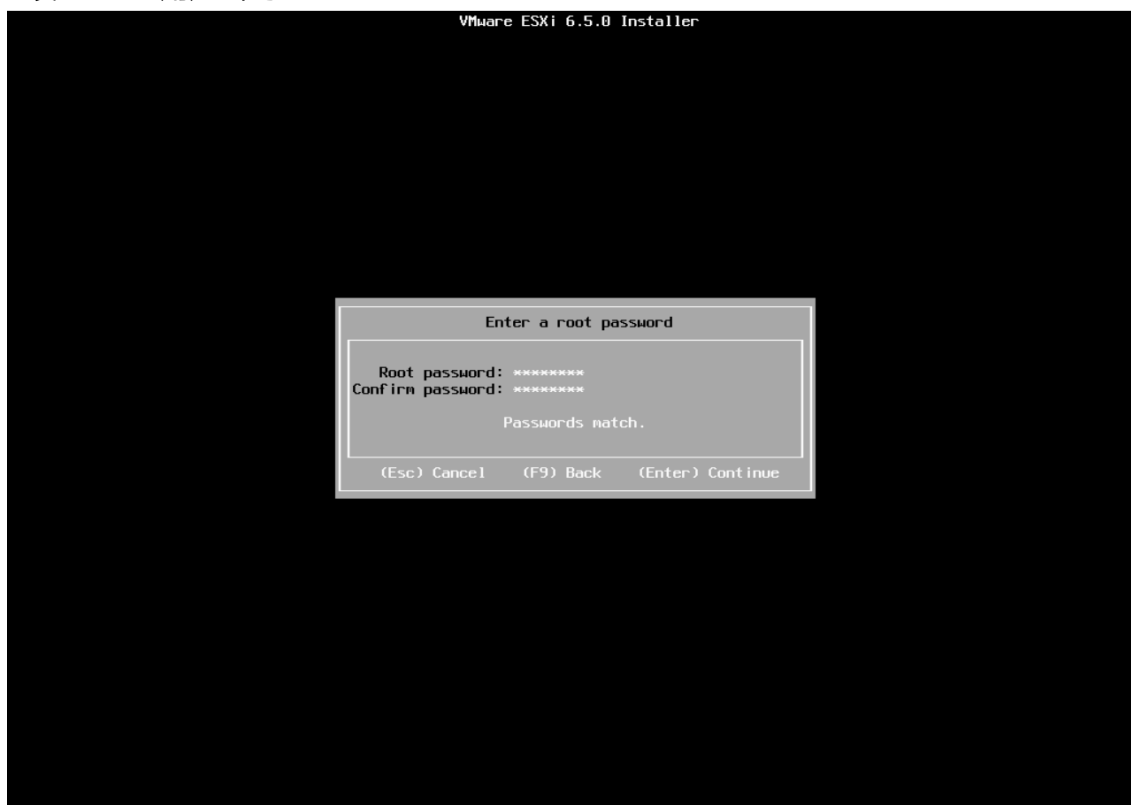 VMware ESXi 6.5.0 Installer
Enter a root password
Root password: ********
Confirm password: ********
Passwords match.
(Esc) Cancel (F9) Back (Enter) Continue